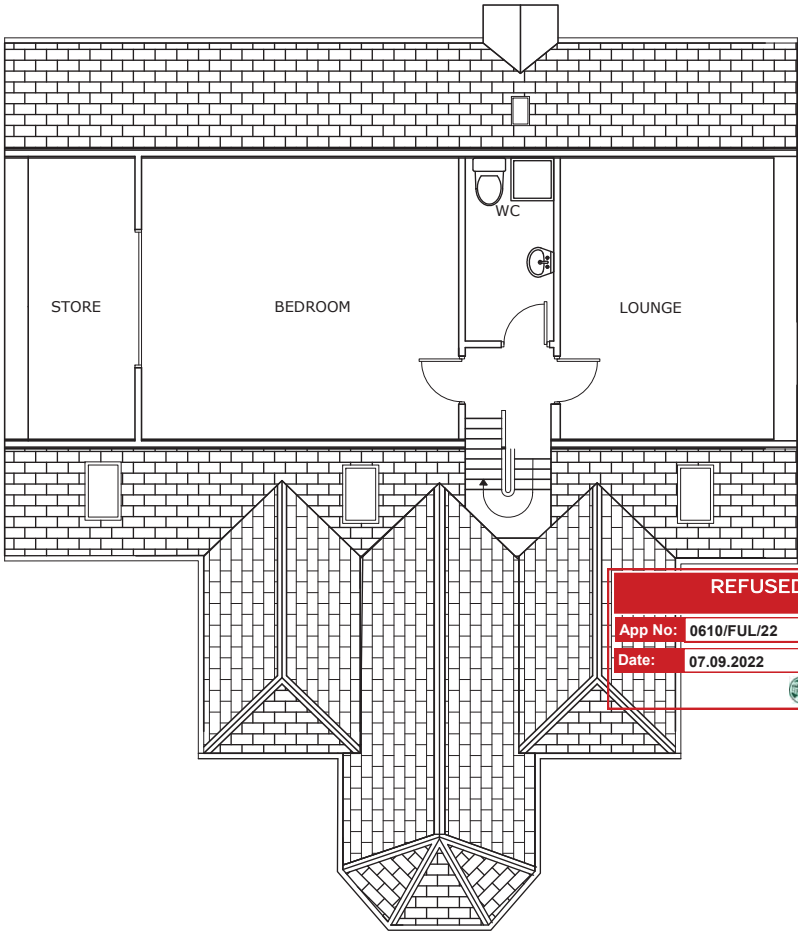 WC
STORE
BEDROOM
LOUNGE
REFUSED
App No: 0610/FUL/22
Date: 07.09.2022